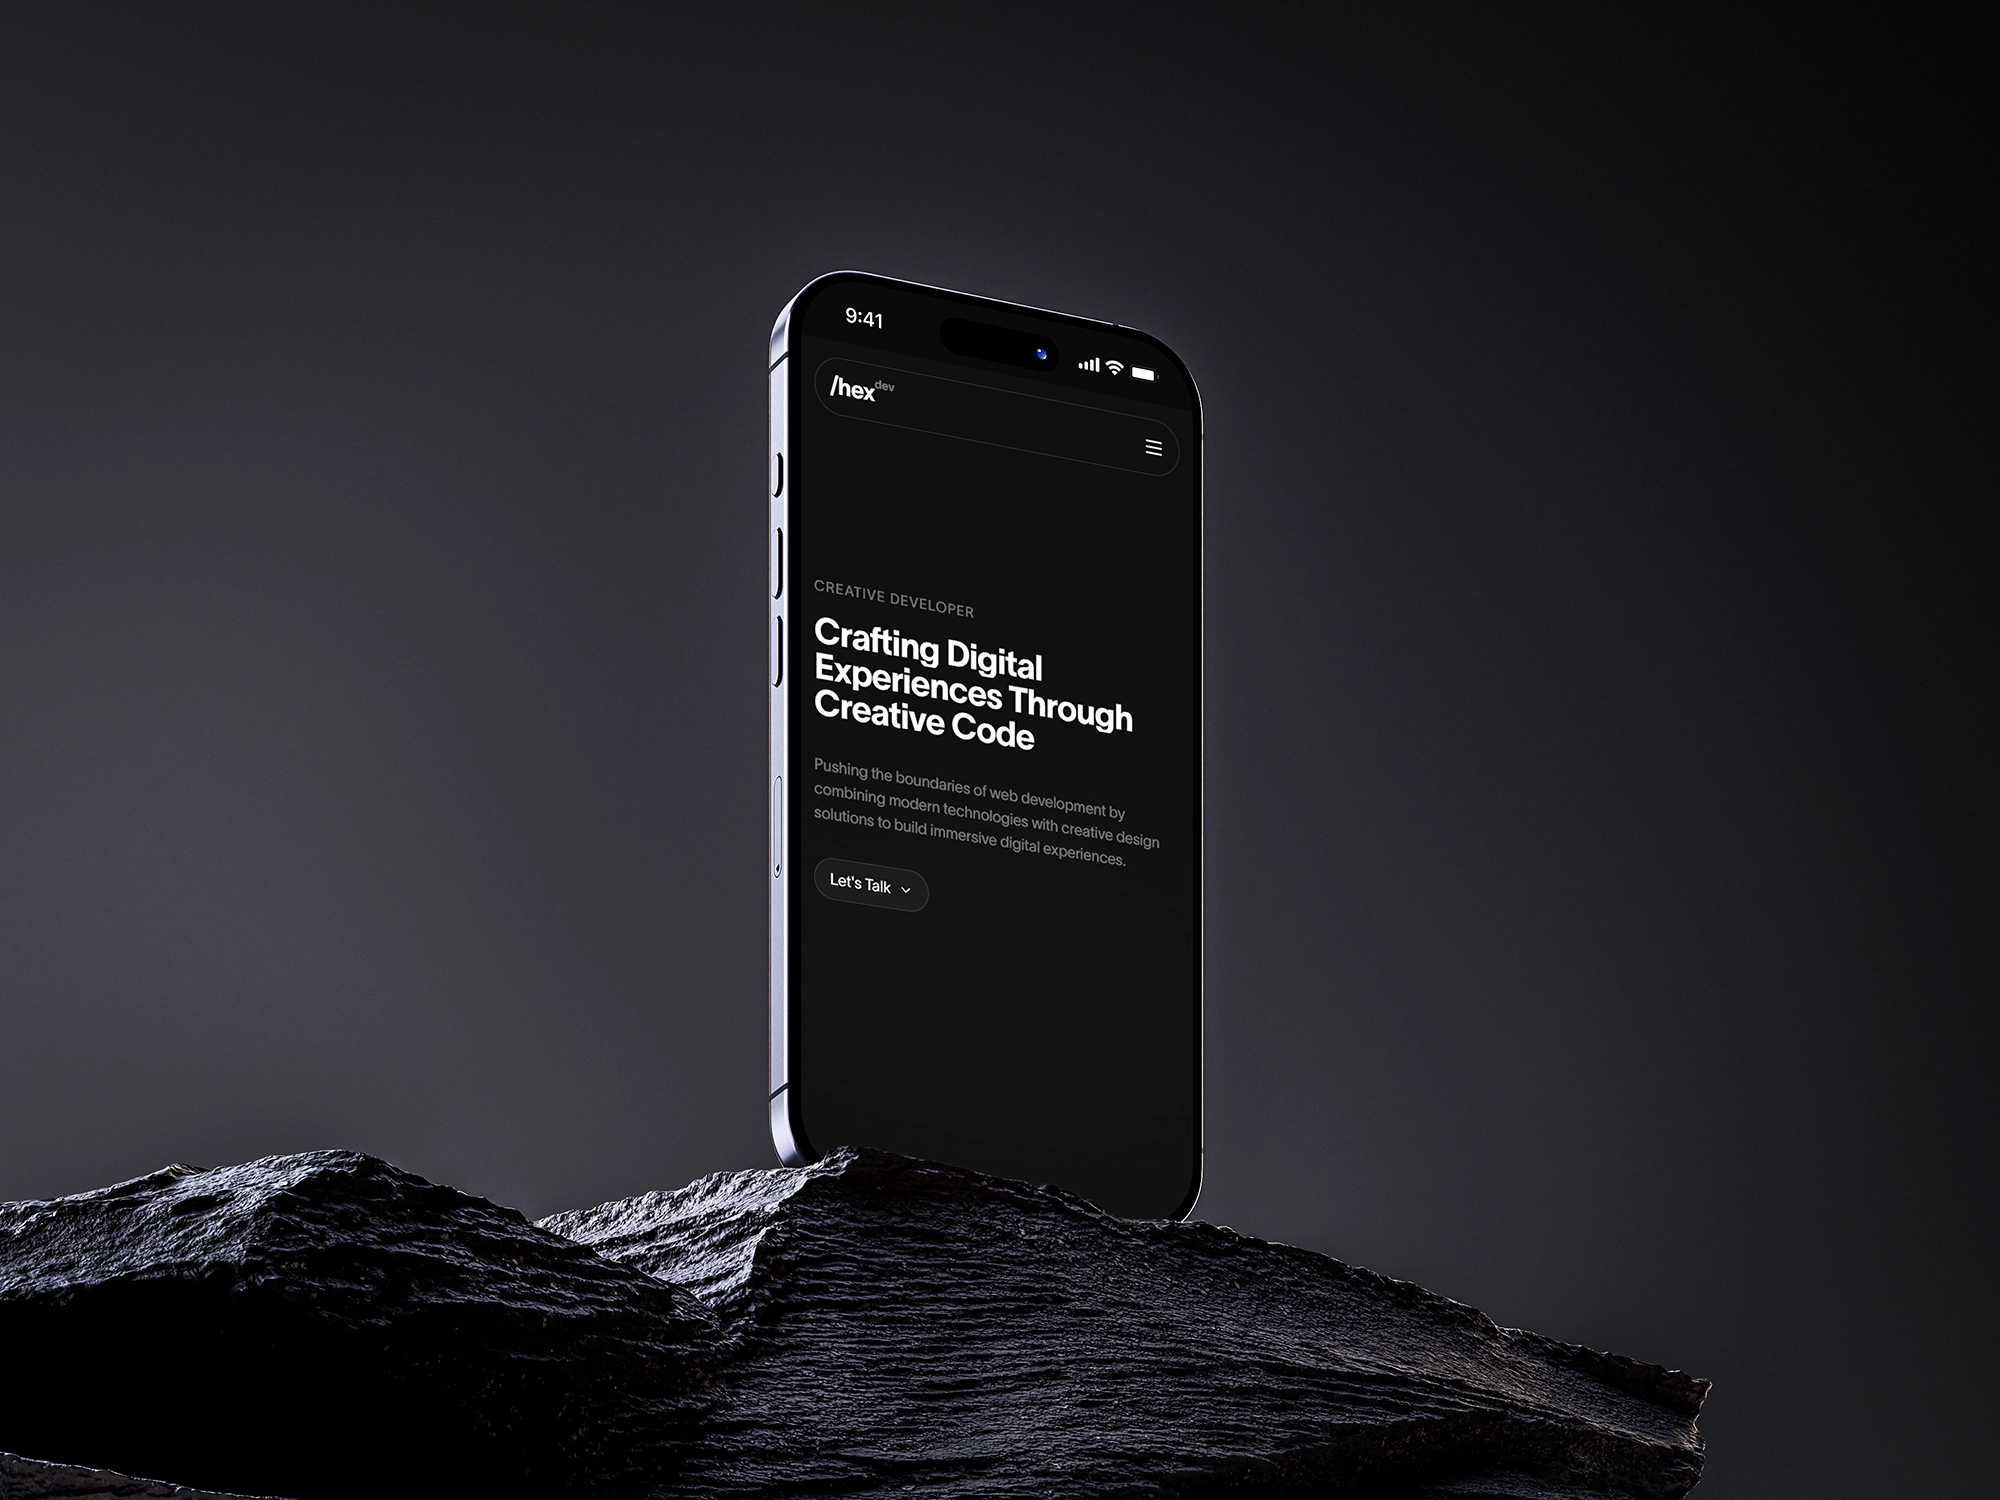 9:41
/hex dev
CREATIVE DEVELOPER
Crafting Digital
Experiences Through
Creative Code
Pushing the boundaries of web development by
combining modern technologies with creative design
solutions to build immersive digital experiences.
Let's Talk